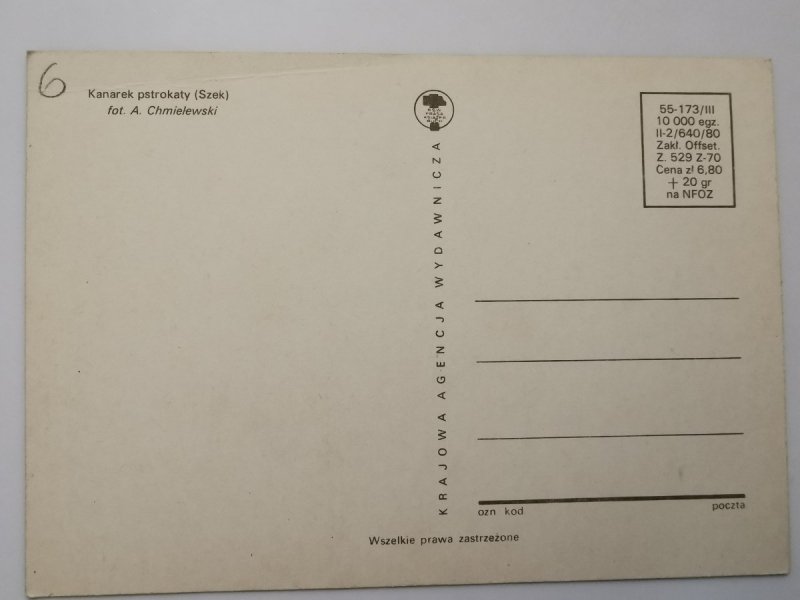 6
Kanarek pstrokaty (Szek)
fot. A. Chmielewski
KRAJOWA AGENCJA WYDAWNICZA
55-173/III
10 000 egz.
II-2/640/80
Zakł. Offset.
Z. 529 Z-70
Cena zł 6,80
+ 20 gr
na NFOZ
ozn kod
poczta
Wszelkie prawa zastrzeżone